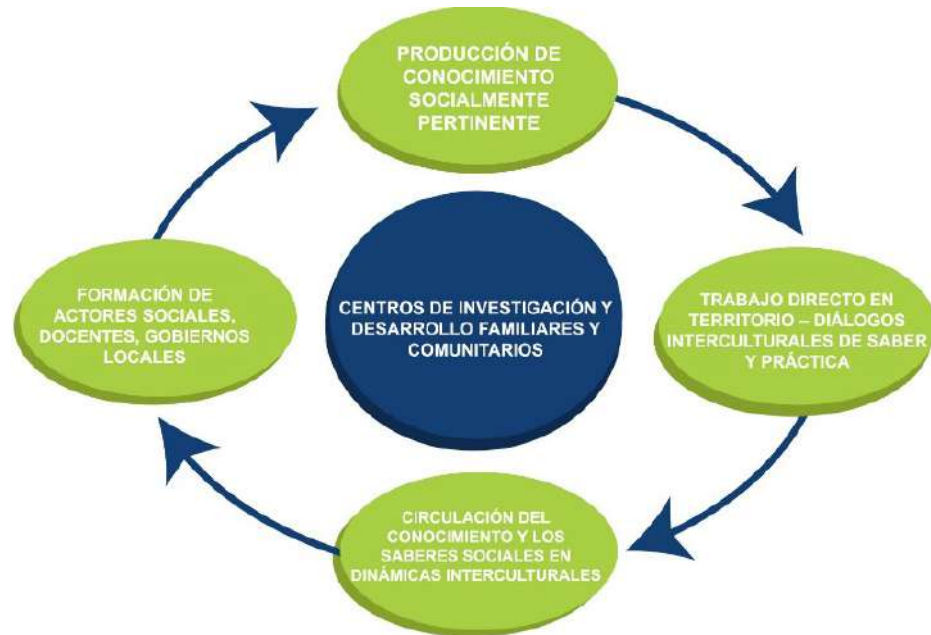 PRODUCCIÓN DE
CONOCIMIENTO
SOCIALMENTE
PERTINENTE
FORMACIÓN DE
ACTORES SOCIALES,
DOCENTES, GOBIERNOS
LOCALES
CENTROS DE INVESTIGACIÓN Y
DESARROLLO FAMILIARES Y
COMUNITARIOS
TRABAJO DIRECTO EN
TERRITORIO – DIÁLOGOS
INTERCULTURALES DE SABER
Y PRÁCTICA
CIRCULACIÓN DEL
CONOCIMIENTO Y LOS
SABERES SOCIALES EN
DINÁMICAS INTERCULTURALES